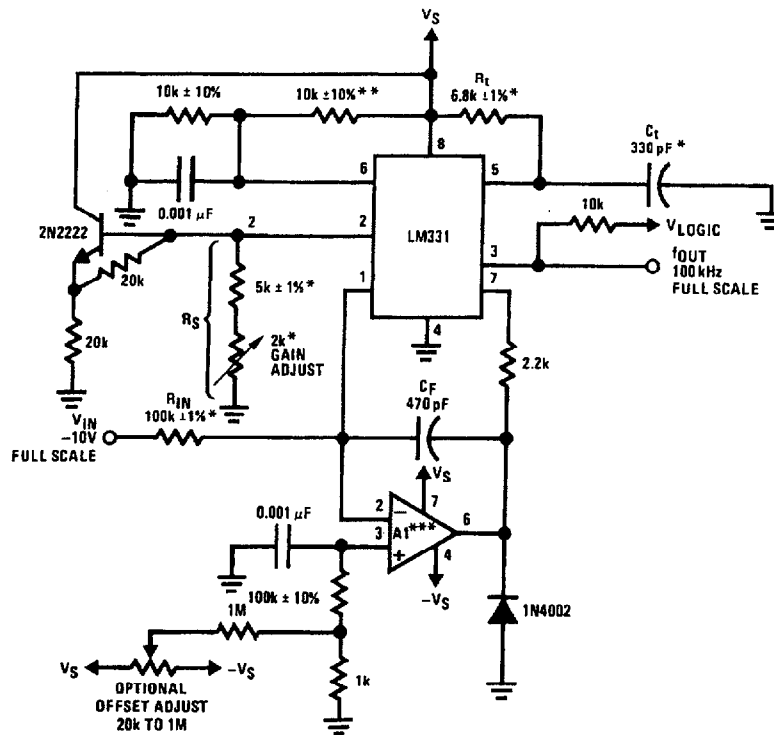 VS
10k ± 10%
10k ±10%**
Rt
6.8k ±1%*
Ct
330 pF*
8
6
5
0.001 µF
10k
VLOGIC
2N2222
2
2
LM331
3
fOUT
100 kHz
FULL SCALE
20k
1
7
5k ± 1%*
4
RS
20k
2k*
GAIN
ADJUST
2.2k
RIN
CF
VIN
100k ±1%*
470 pF
–10V
FULL SCALE
VS
7
0.001 µF
2
–
6
3
A1***
+
4
100k ± 10%
–VS
1N4002
1M
VS
–VS
1k
OPTIONAL
OFFSET ADJUST
20k TO 1M